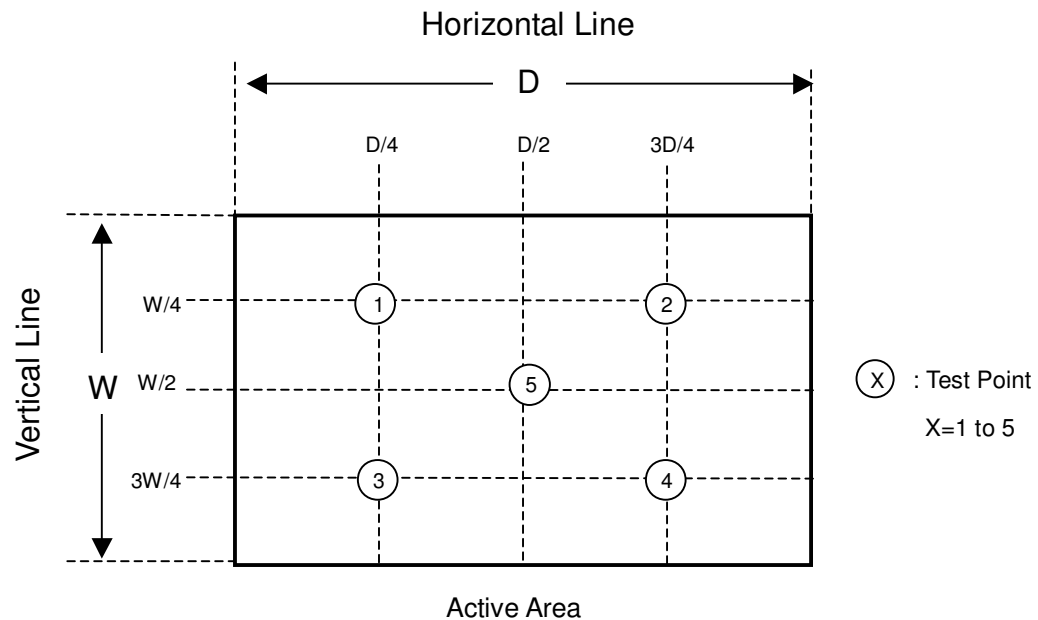 Horizontal Line
D
D/4 D/2 3D/4
W/4 1 2
Vertical Line
W W/2 5 X : Test Point
X=1 to 5
3W/4 3 4
Active Area